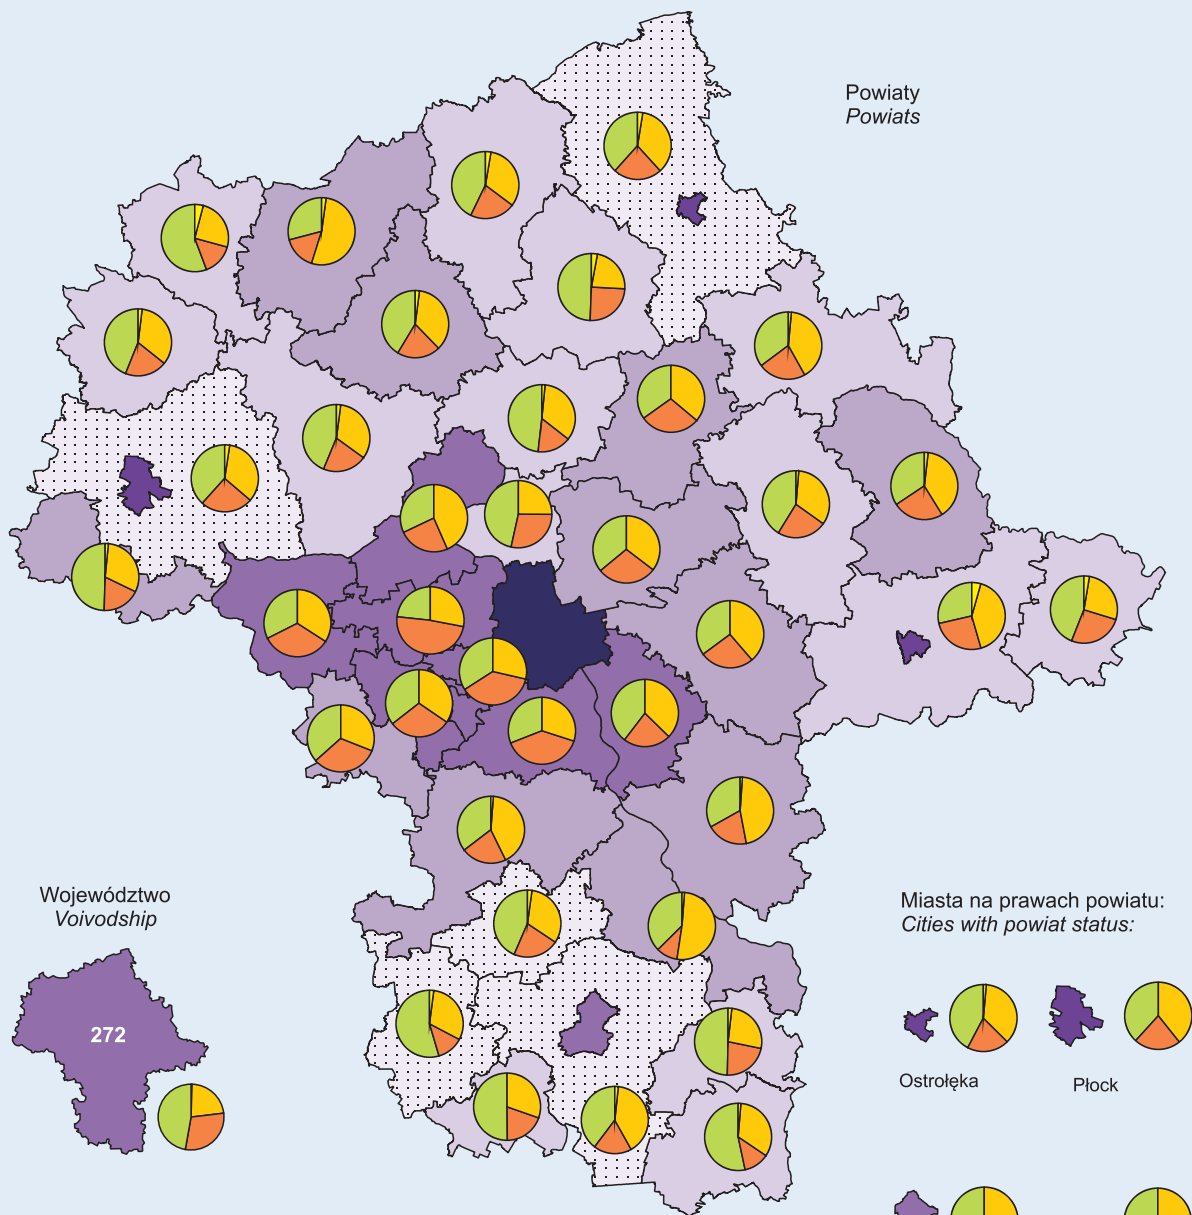 Powiaty
Powiats
Województwo
Voivodship
272
Miasta na prawach powiatu:
Cities with powiat status:
Ostrołęka
Płock